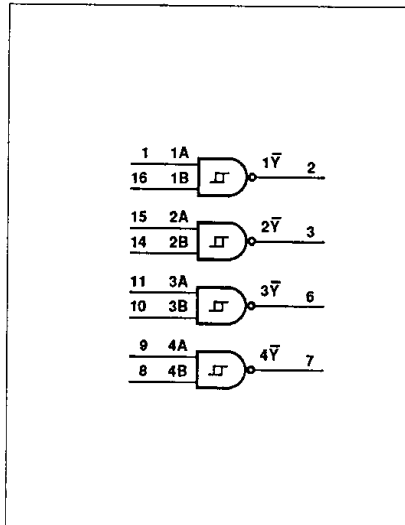 1 1A
16 1B
1Y̅ 2
15 2A
14 2B
2Y̅ 3
11 3A
10 3B
3Y̅ 6
9 4A
8 4B
4Y̅ 7